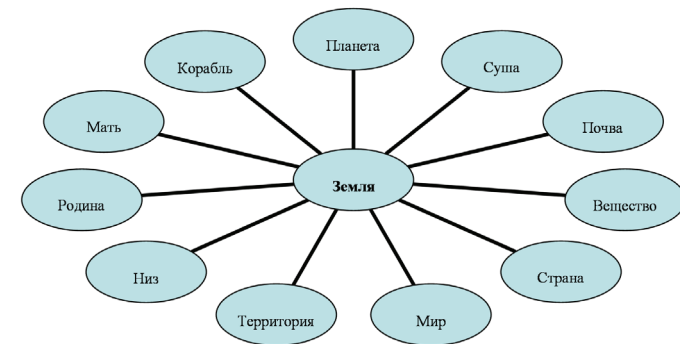 Планета
Корабль
Суша
Мать
Почва
Земля
Родина
Вещество
Низ
Страна
Территория
Мир